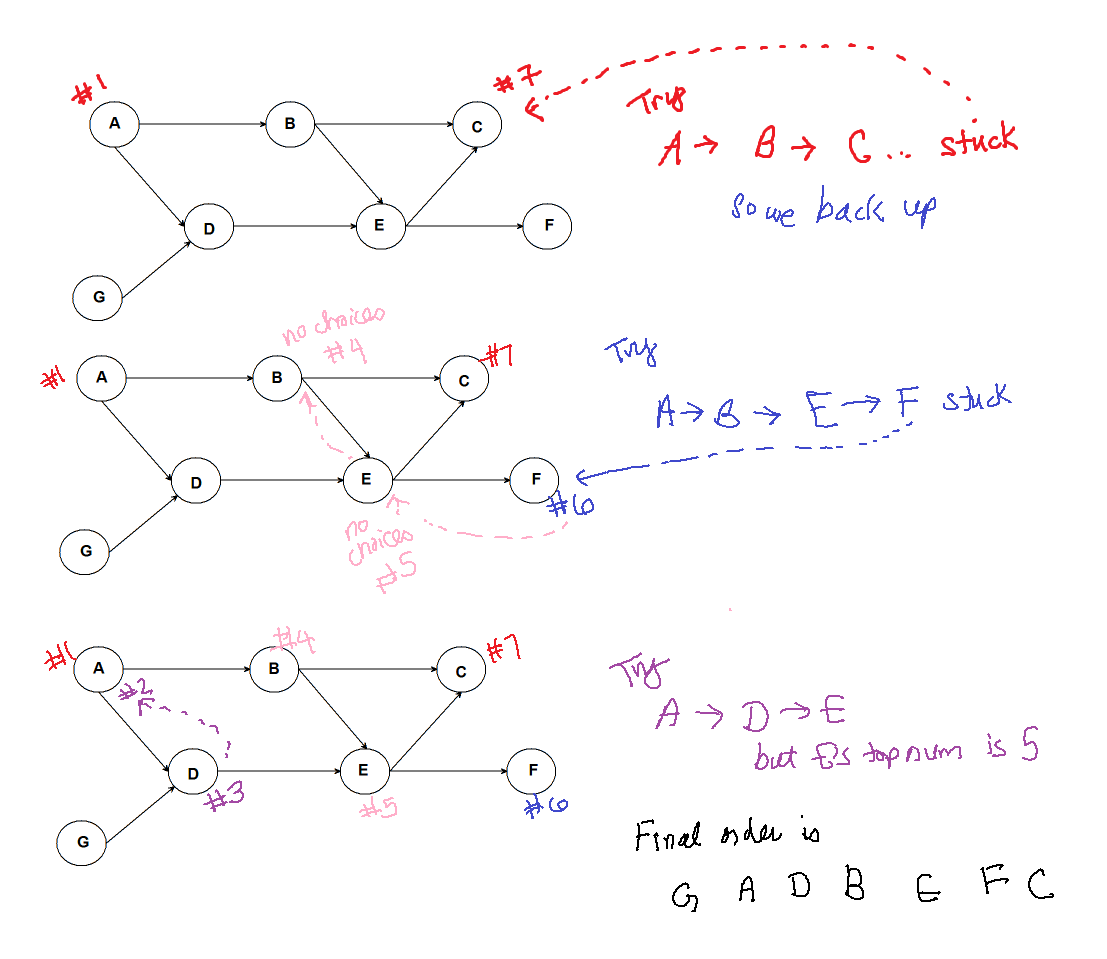 #1
#7
A
B
C
D
E
F
G
Try
A → B → C... stuck
so we back up
no choices
#4
#1
#7
A
B
C
D
E
F
G
#6
no
choices
#5
Try
A → B → E → F stuck
#1
#4
#7
A
B
C
#2
D
E
F
#3
#5
#6
G
Try
A → D → E
but E's topnum is 5
Final order is
G A D B E F C